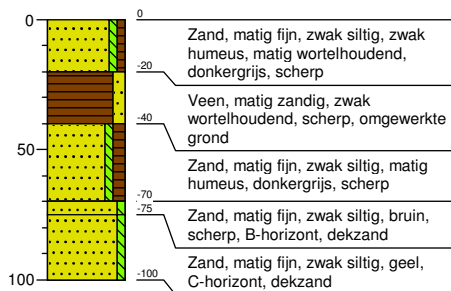 0
0
Zand, matig fijn, zwak siltig, zwak
humeus, matig wortelhoudend,
donkergrijs, scherp
-20
Veen, matig zandig, zwak
wortelhoudend, scherp, omgewerkte
grond
-40
50
Zand, matig fijn, zwak siltig, matig
humeus, donkergrijs, scherp
-70
-75
Zand, matig fijn, zwak siltig, bruin,
scherp, B-horizont, dekzand
Zand, matig fijn, zwak siltig, geel,
C-horizont, dekzand
100
-100